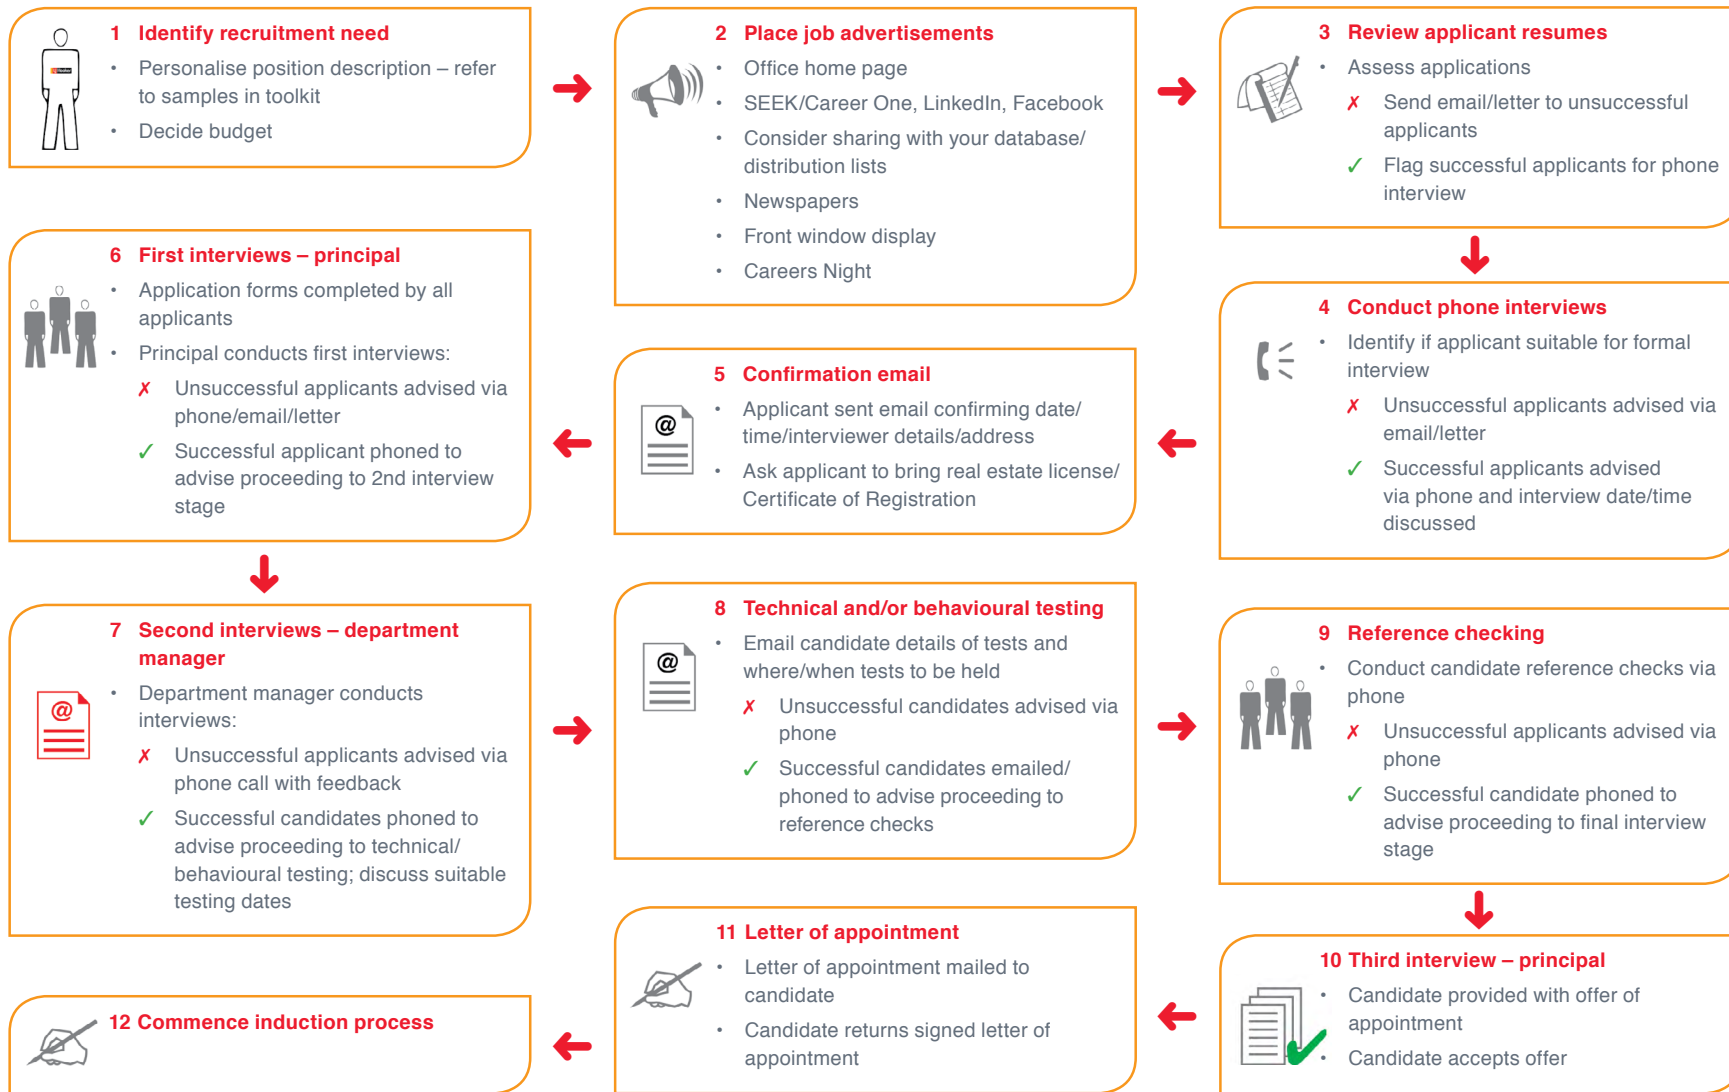 1 Identify recruitment need
• Personalise position description – refer
to samples in toolkit
• Decide budget
2 Place job advertisements
• Office home page
• SEEK/Career One, LinkedIn, Facebook
• Consider sharing with your database/
distribution lists
• Newspapers
• Front window display
• Careers Night
3 Review applicant resumes
• Assess applications
✗ Send email/letter to unsuccessful
applicants
✓ Flag successful applicants for phone
interview
4 Conduct phone interviews
• Identify if applicant suitable for formal
interview
✗ Unsuccessful applicants advised via
email/letter
✓ Successful applicants advised
via phone and interview date/time
discussed
5 Confirmation email
@
• Applicant sent email confirming date/
time/interviewer details/address
• Ask applicant to bring real estate license/
Certificate of Registration
6 First interviews – principal
• Application forms completed by all
applicants
• Principal conducts first interviews:
✗ Unsuccessful applicants advised via
phone/email/letter
✓ Successful applicant phoned to
advise proceeding to 2nd interview
stage
7 Second interviews – department
manager
@
• Department manager conducts
interviews:
✗ Unsuccessful applicants advised via
phone call with feedback
✓ Successful candidates phoned to
advise proceeding to technical/
behavioural testing; discuss suitable
testing dates
8 Technical and/or behavioural testing
@
• Email candidate details of tests and
where/when tests to be held
✗ Unsuccessful candidates advised via
phone
✓ Successful candidates emailed/
phoned to advise proceeding to
reference checks
9 Reference checking
• Conduct candidate reference checks via
phone
✗ Unsuccessful applicants advised via
phone
✓ Successful candidate phoned to
advise proceeding to final interview
stage
10 Third interview – principal
• Candidate provided with offer of
appointment
• Candidate accepts offer
11 Letter of appointment
• Letter of appointment mailed to
candidate
• Candidate returns signed letter of
appointment
12 Commence induction process